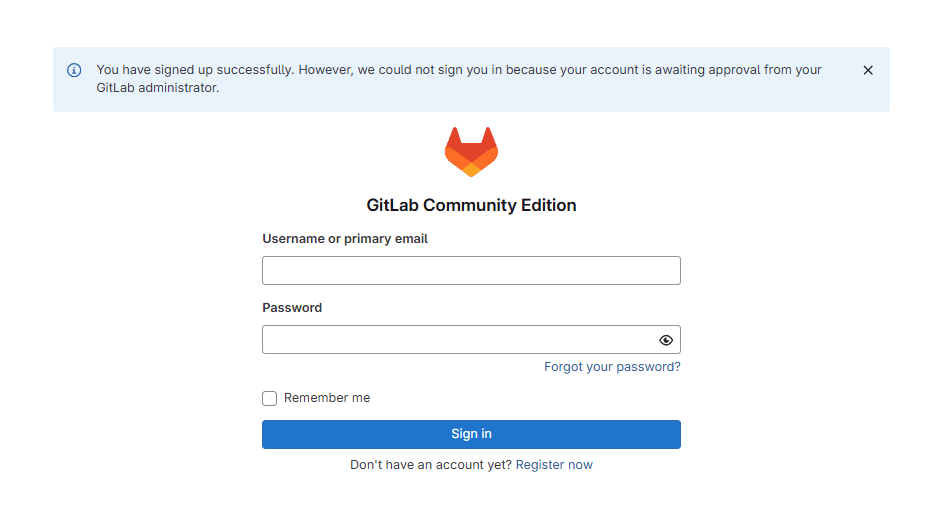 You have signed up successfully. However, we could not sign you in because your account is awaiting approval from your
GitLab administrator.
GitLab Community Edition
Username or primary email
Password
Forgot your password?
Remember me
Sign in
Don't have an account yet? Register now